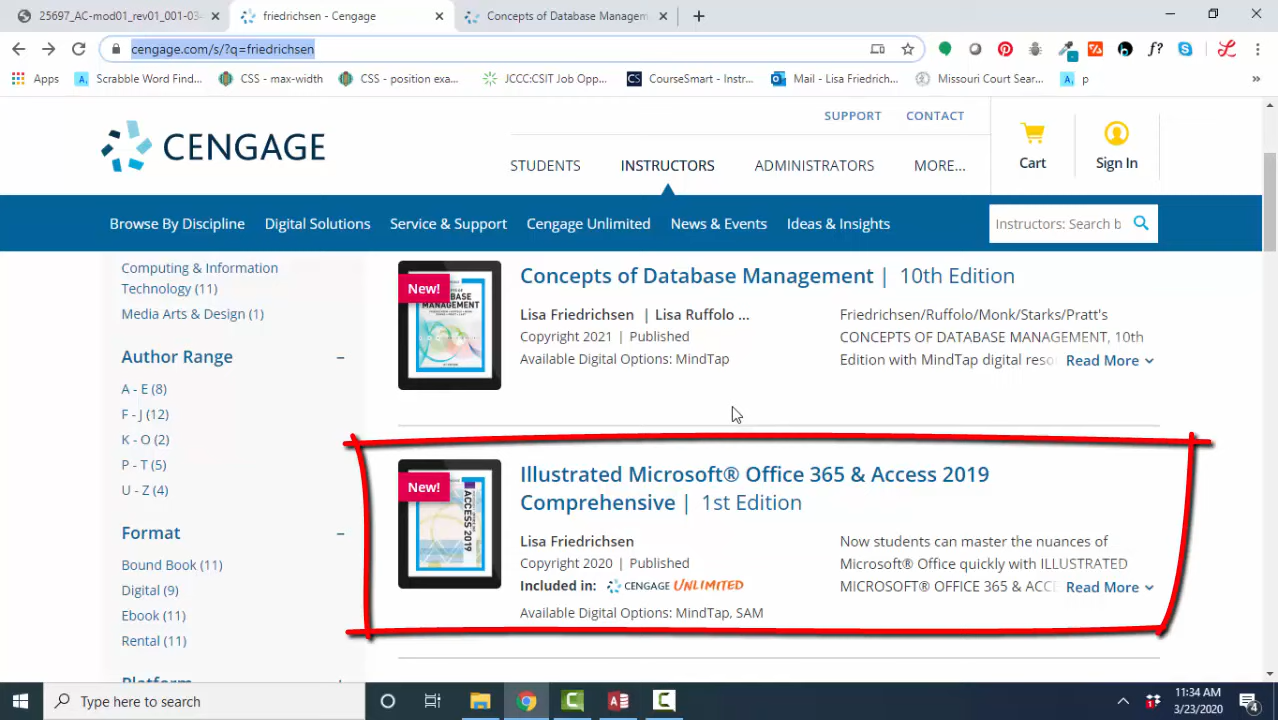 25697_AC-mod01_rev01_001-03
friedrichsen - Cengage
Concepts of Database Managem
cengage.com/s/?q=friedrichsen
Apps
Scrabble Word Find...
CSS - max-width
CSS - position exa...
JCCC:CSIT Job Opp...
CS
CourseSmart - Instr...
Mail - Lisa Friedrich...
Missouri Court Sear...
p
SUPPORT
CONTACT
CENGAGE
STUDENTS
INSTRUCTORS
ADMINISTRATORS
MORE...
Cart
Sign In
Browse By Discipline
Digital Solutions
Service & Support
Cengage Unlimited
News & Events
Ideas & Insights
Instructors: Search b
Computing & Information
Technology (11)
Media Arts & Design (1)
Author Range
A - E (8)
F - J (12)
K - O (2)
P - T (5)
U - Z (4)
Format
Bound Book (11)
Digital (9)
Ebook (11)
Rental (11)
Platform
New!
MANAGEMENT
Concepts of Database Management | 10th Edition
Lisa Friedrichsen | Lisa Ruffolo ...
Copyright 2021 | Published
Available Digital Options: MindTap
Friedrichsen/Ruffolo/Monk/Starks/Pratt's
CONCEPTS OF DATABASE MANAGEMENT, 10th
Edition with MindTap digital reso
Read More
New!
ACCESS 2019
Illustrated Microsoft® Office 365 & Access 2019
Comprehensive | 1st Edition
Lisa Friedrichsen
Copyright 2020 | Published
Included in: CENGAGE UNLIMITED
Available Digital Options: MindTap, SAM
Now students can master the nuances of
Microsoft® Office quickly with ILLUSTRATED
MICROSOFT® OFFICE 365 & ACCE
Read More
Type here to search
11:34 AM
3/23/2020
4